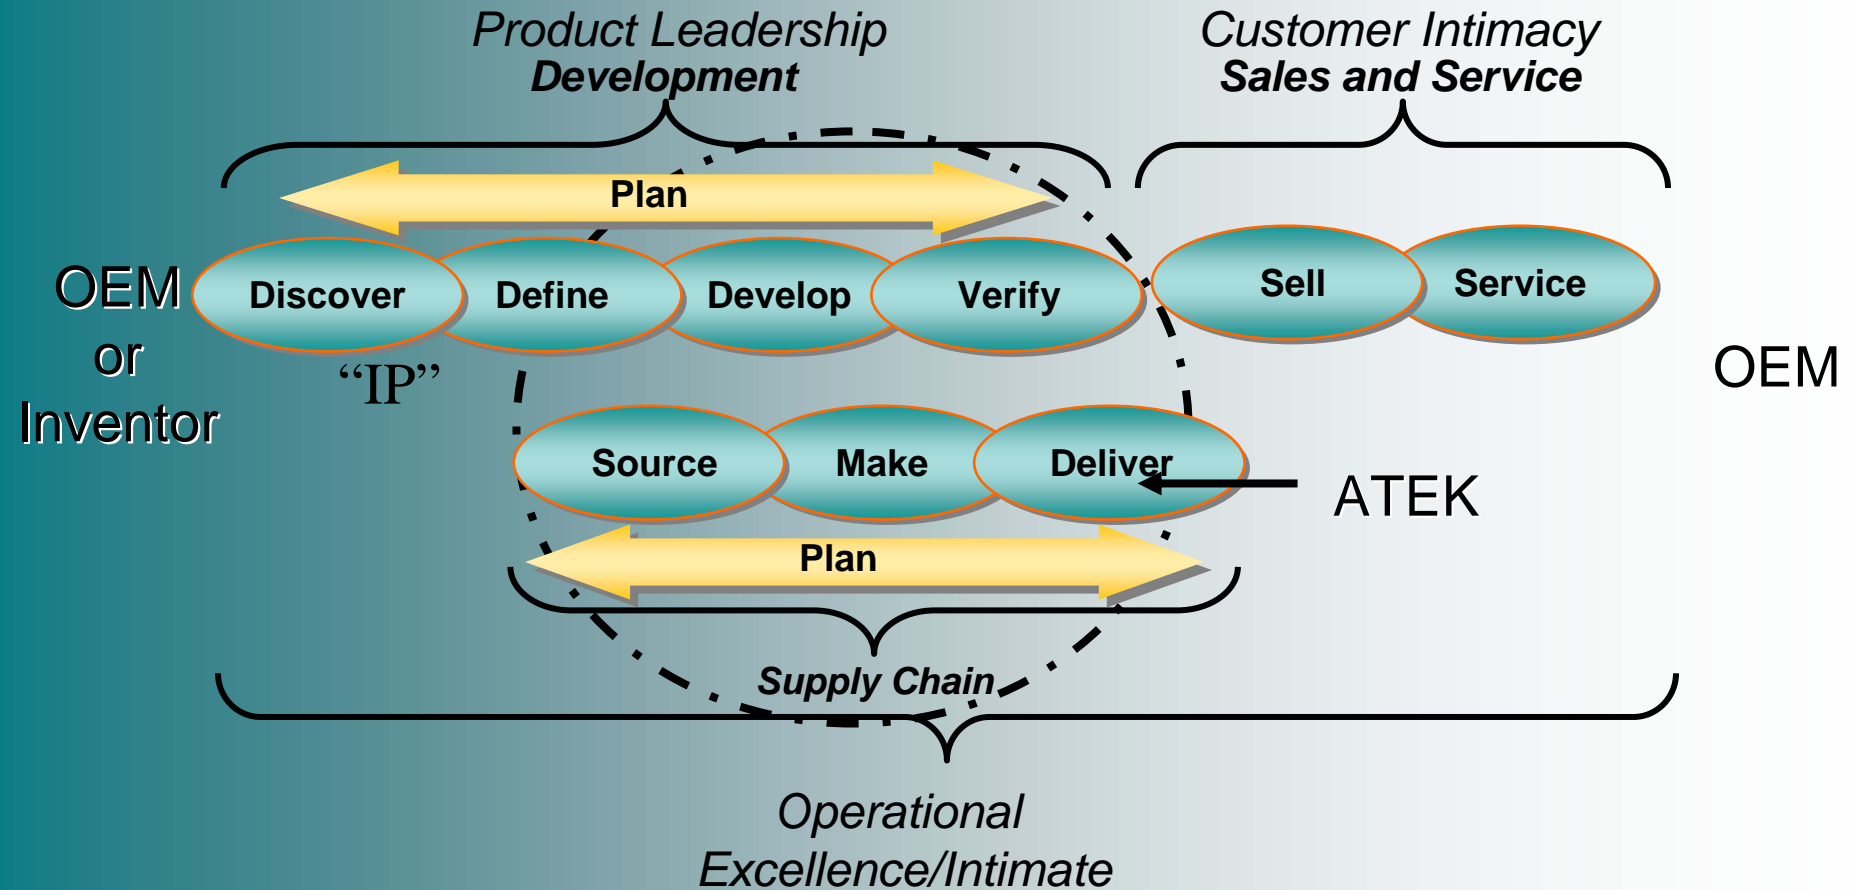 Product Leadership
Development
Customer Intimacy
Sales and Service
Plan
Discover
Define
Develop
Verify
Sell
Service
OEM
or
Inventor
“IP”
OEM
Source
Make
Deliver
ATEK
Plan
Supply Chain
Operational
Excellence/Intimate